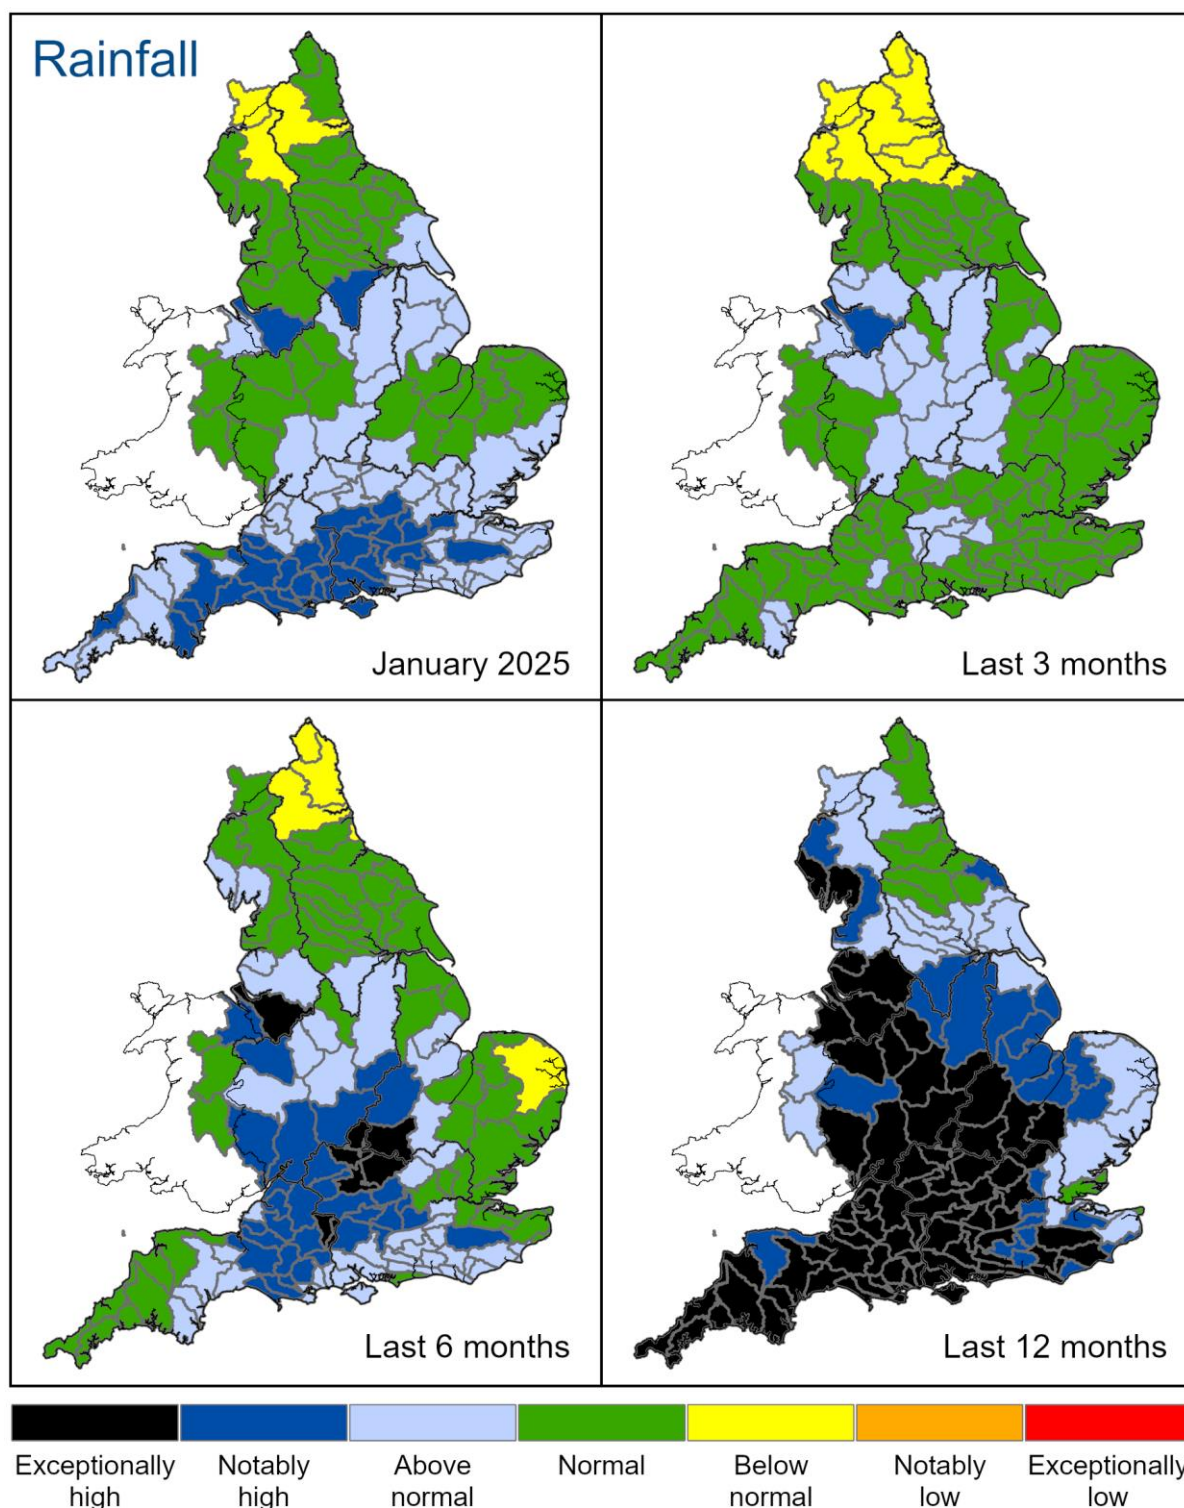 Rainfall
January 2025
Last 3 months
Last 6 months
Last 12 months
Exceptionally high
Notably high
Above normal
Normal
Below normal
Notably low
Exceptionally low